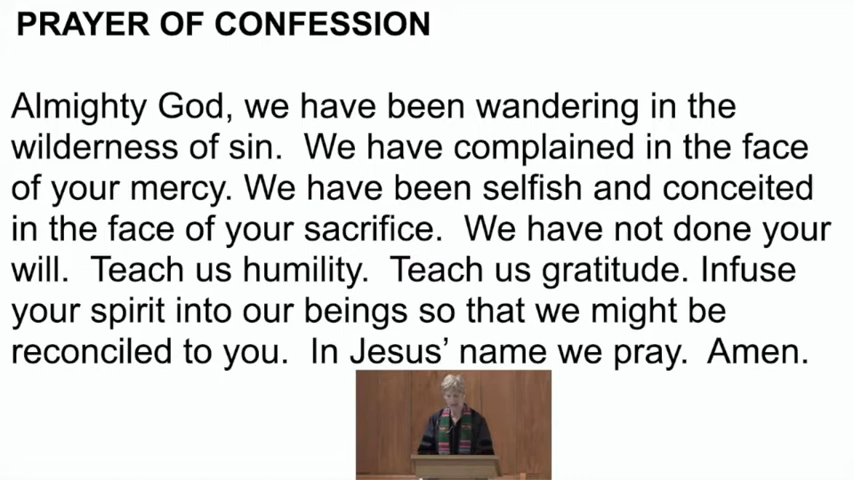 PRAYER OF CONFESSION
Almighty God, we have been wandering in the
wilderness of sin.  We have complained in the face
of your mercy. We have been selfish and conceited
in the face of your sacrifice.  We have not done your
will.  Teach us humility.  Teach us gratitude. Infuse
your spirit into our beings so that we might be
reconciled to you.  In Jesus’ name we pray.  Amen.